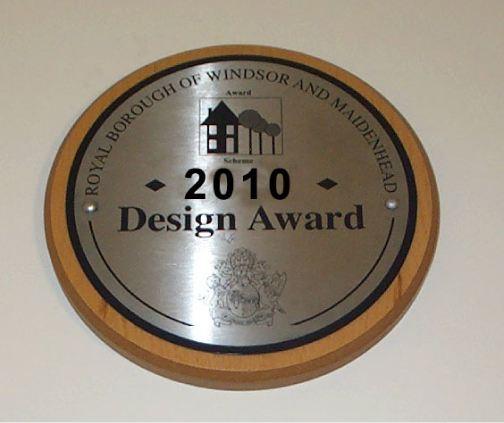 ROYAL BOROUGH OF WINDSOR AND MAIDENHEAD
Award
Scheme
2010
Design Award